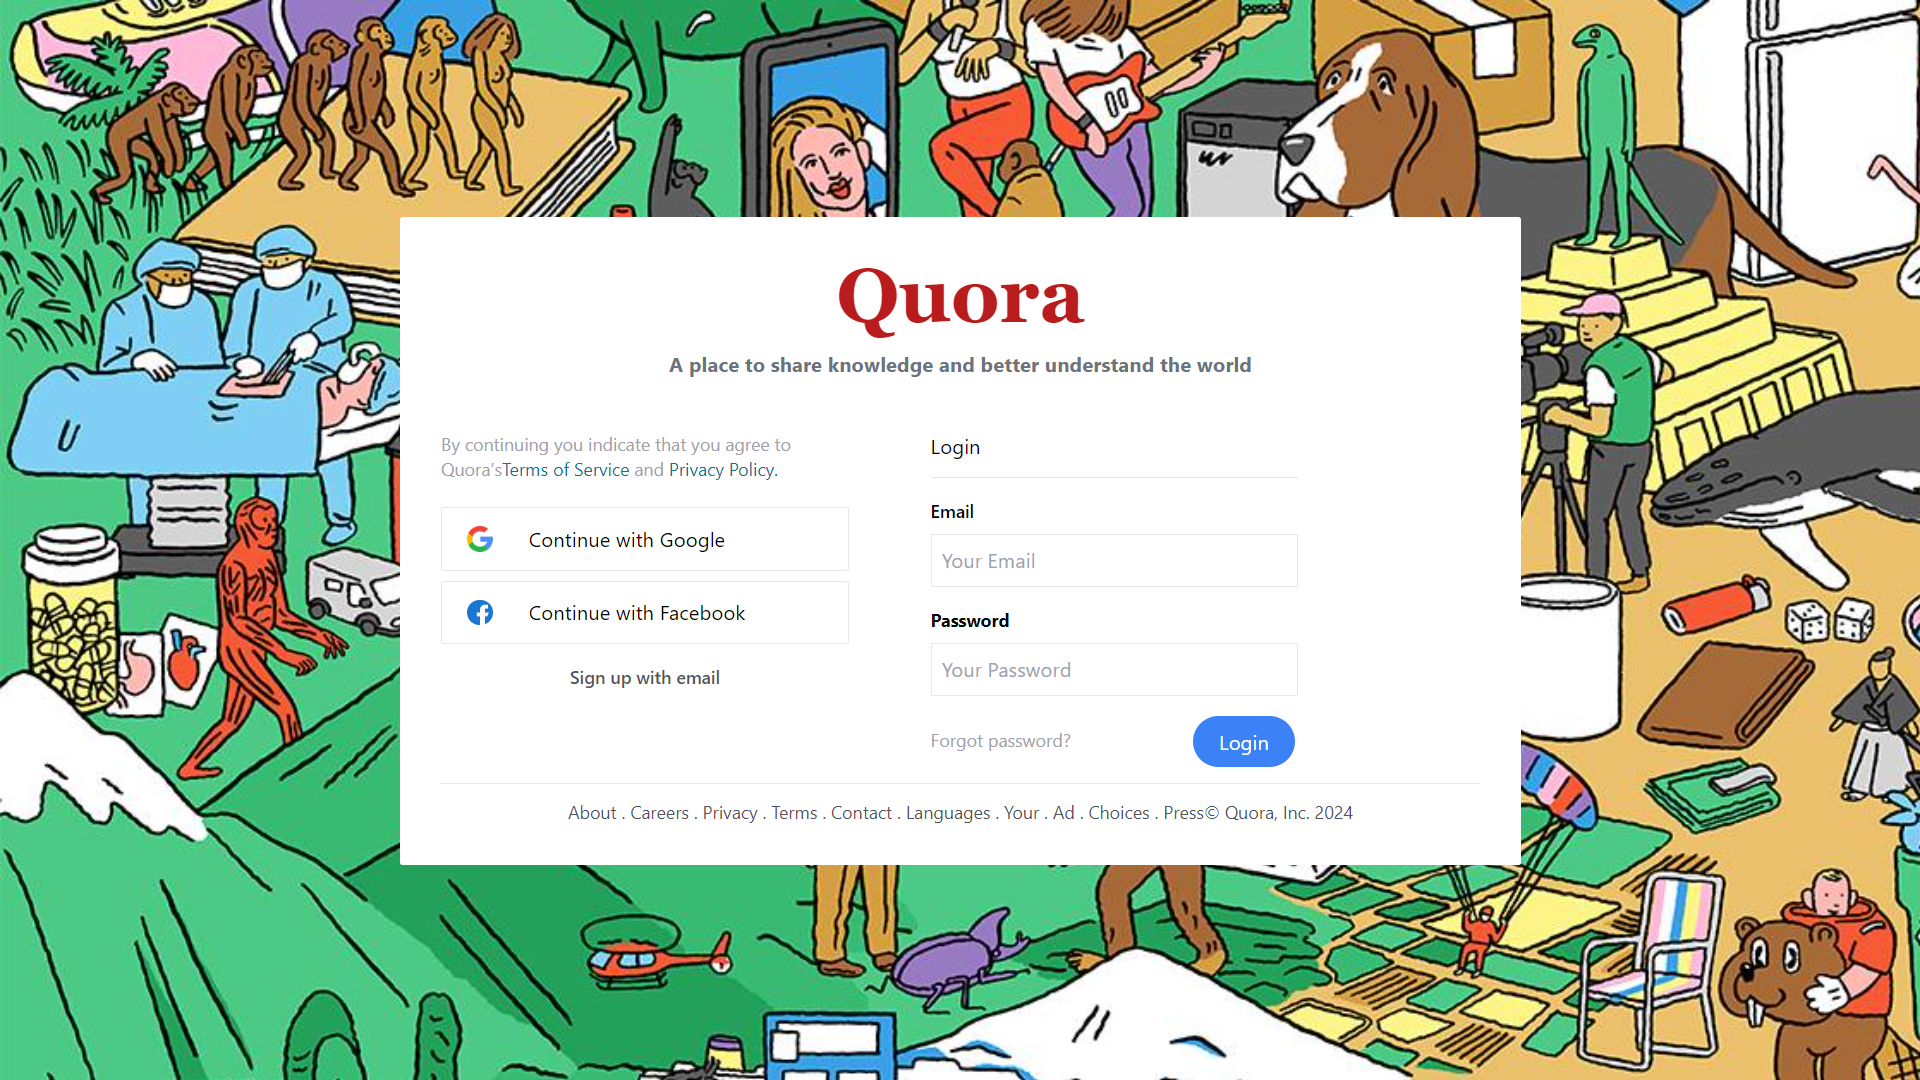 Quora
A place to share knowledge and better understand the world
By continuing you indicate that you agree to
Quora'sTerms of Service and Privacy Policy.
Continue with Google
Continue with Facebook
Sign up with email
Login
Email
Your Email
Password
Your Password
Forgot password?
Login
About . Careers . Privacy . Terms . Contact . Languages . Your . Ad . Choices . Press© Quora, Inc. 2024